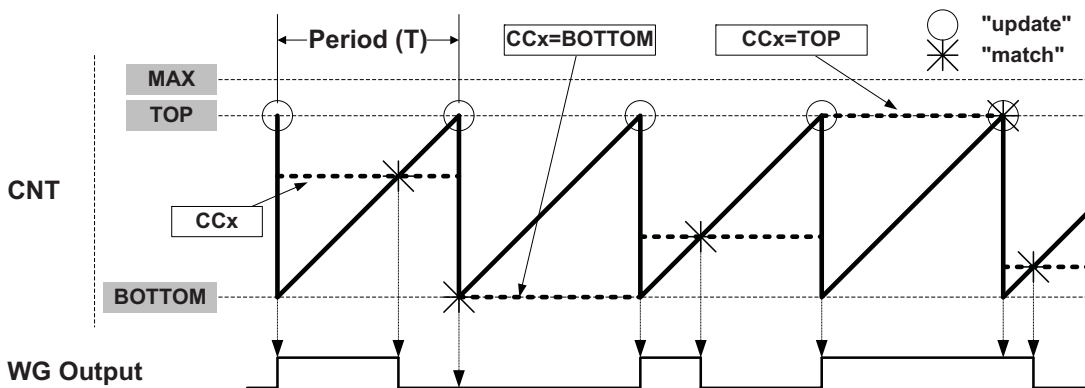 Period (T)
CCx=BOTTOM
CCx=TOP
"update"
"match"
MAX
TOP
CNT
CCx
BOTTOM
WG Output